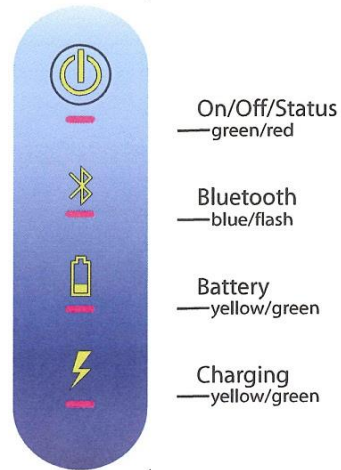 On/Off/Status
green/red
Bluetooth
blue/flash
Battery
yellow/green
Charging
yellow/green